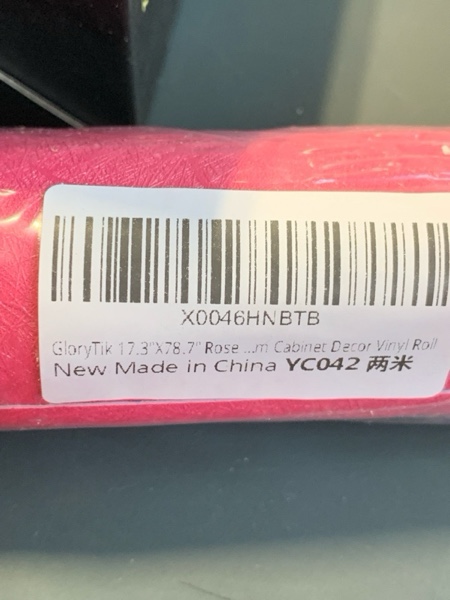 X0046HNBTB
GloryTik 17.3"X78.7" Rose ...m Cabinet Decor Vinyl Roll
New Made in China YC042 两米